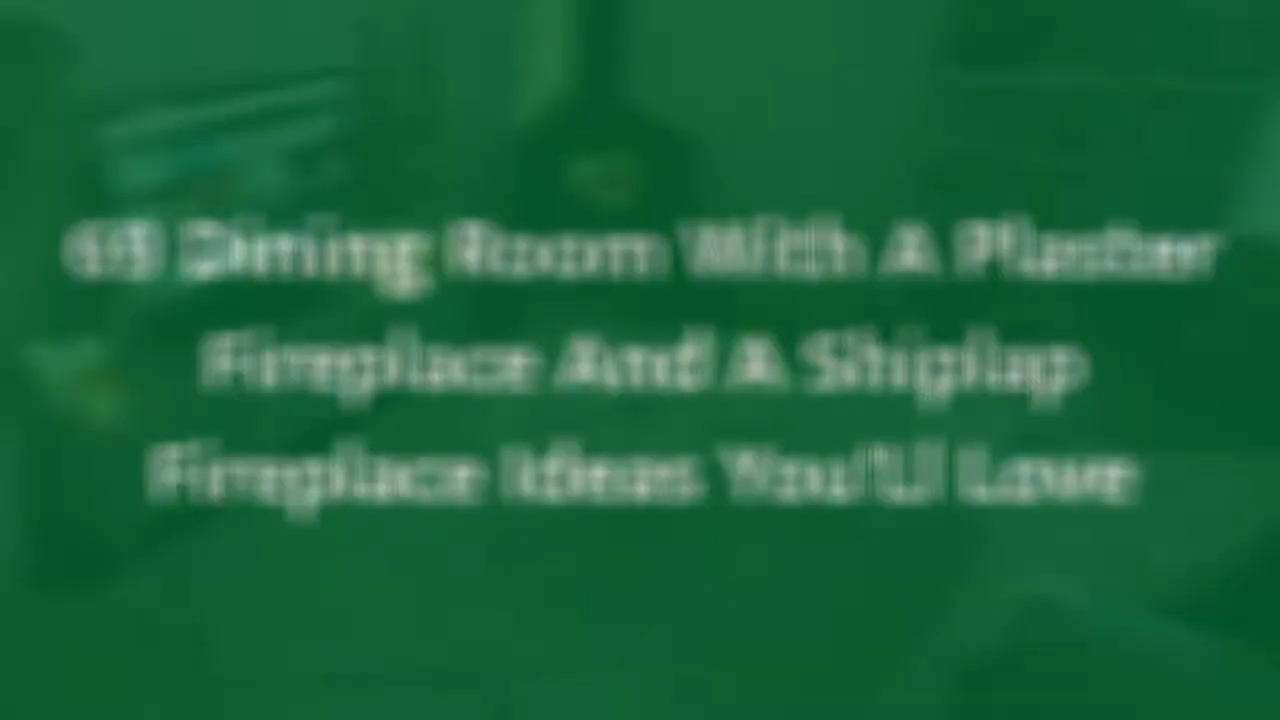 Dining Room With A Plaster
Fireplace And A Shiplap
Fireplace Ideas You'Ll Love